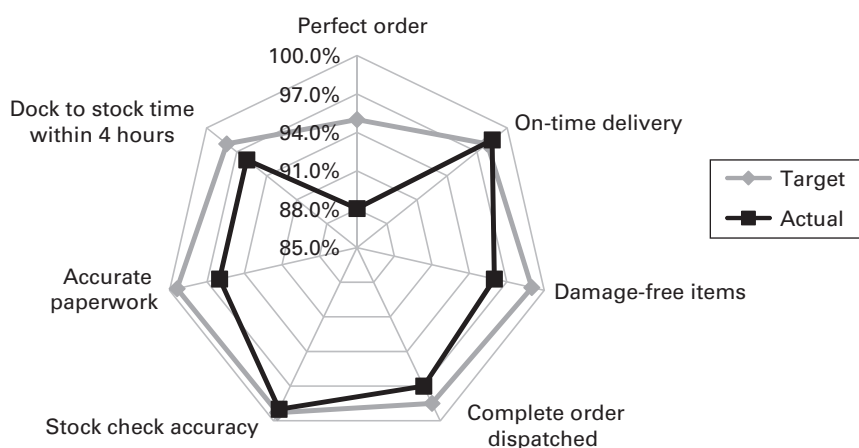 Perfect order
100.0%
97.0%
94.0%
91.0%
88.0%
85.0%
On-time delivery
Damage-free items
Complete order
dispatched
Stock check accuracy
Accurate
paperwork
Dock to stock time
within 4 hours
Target
Actual